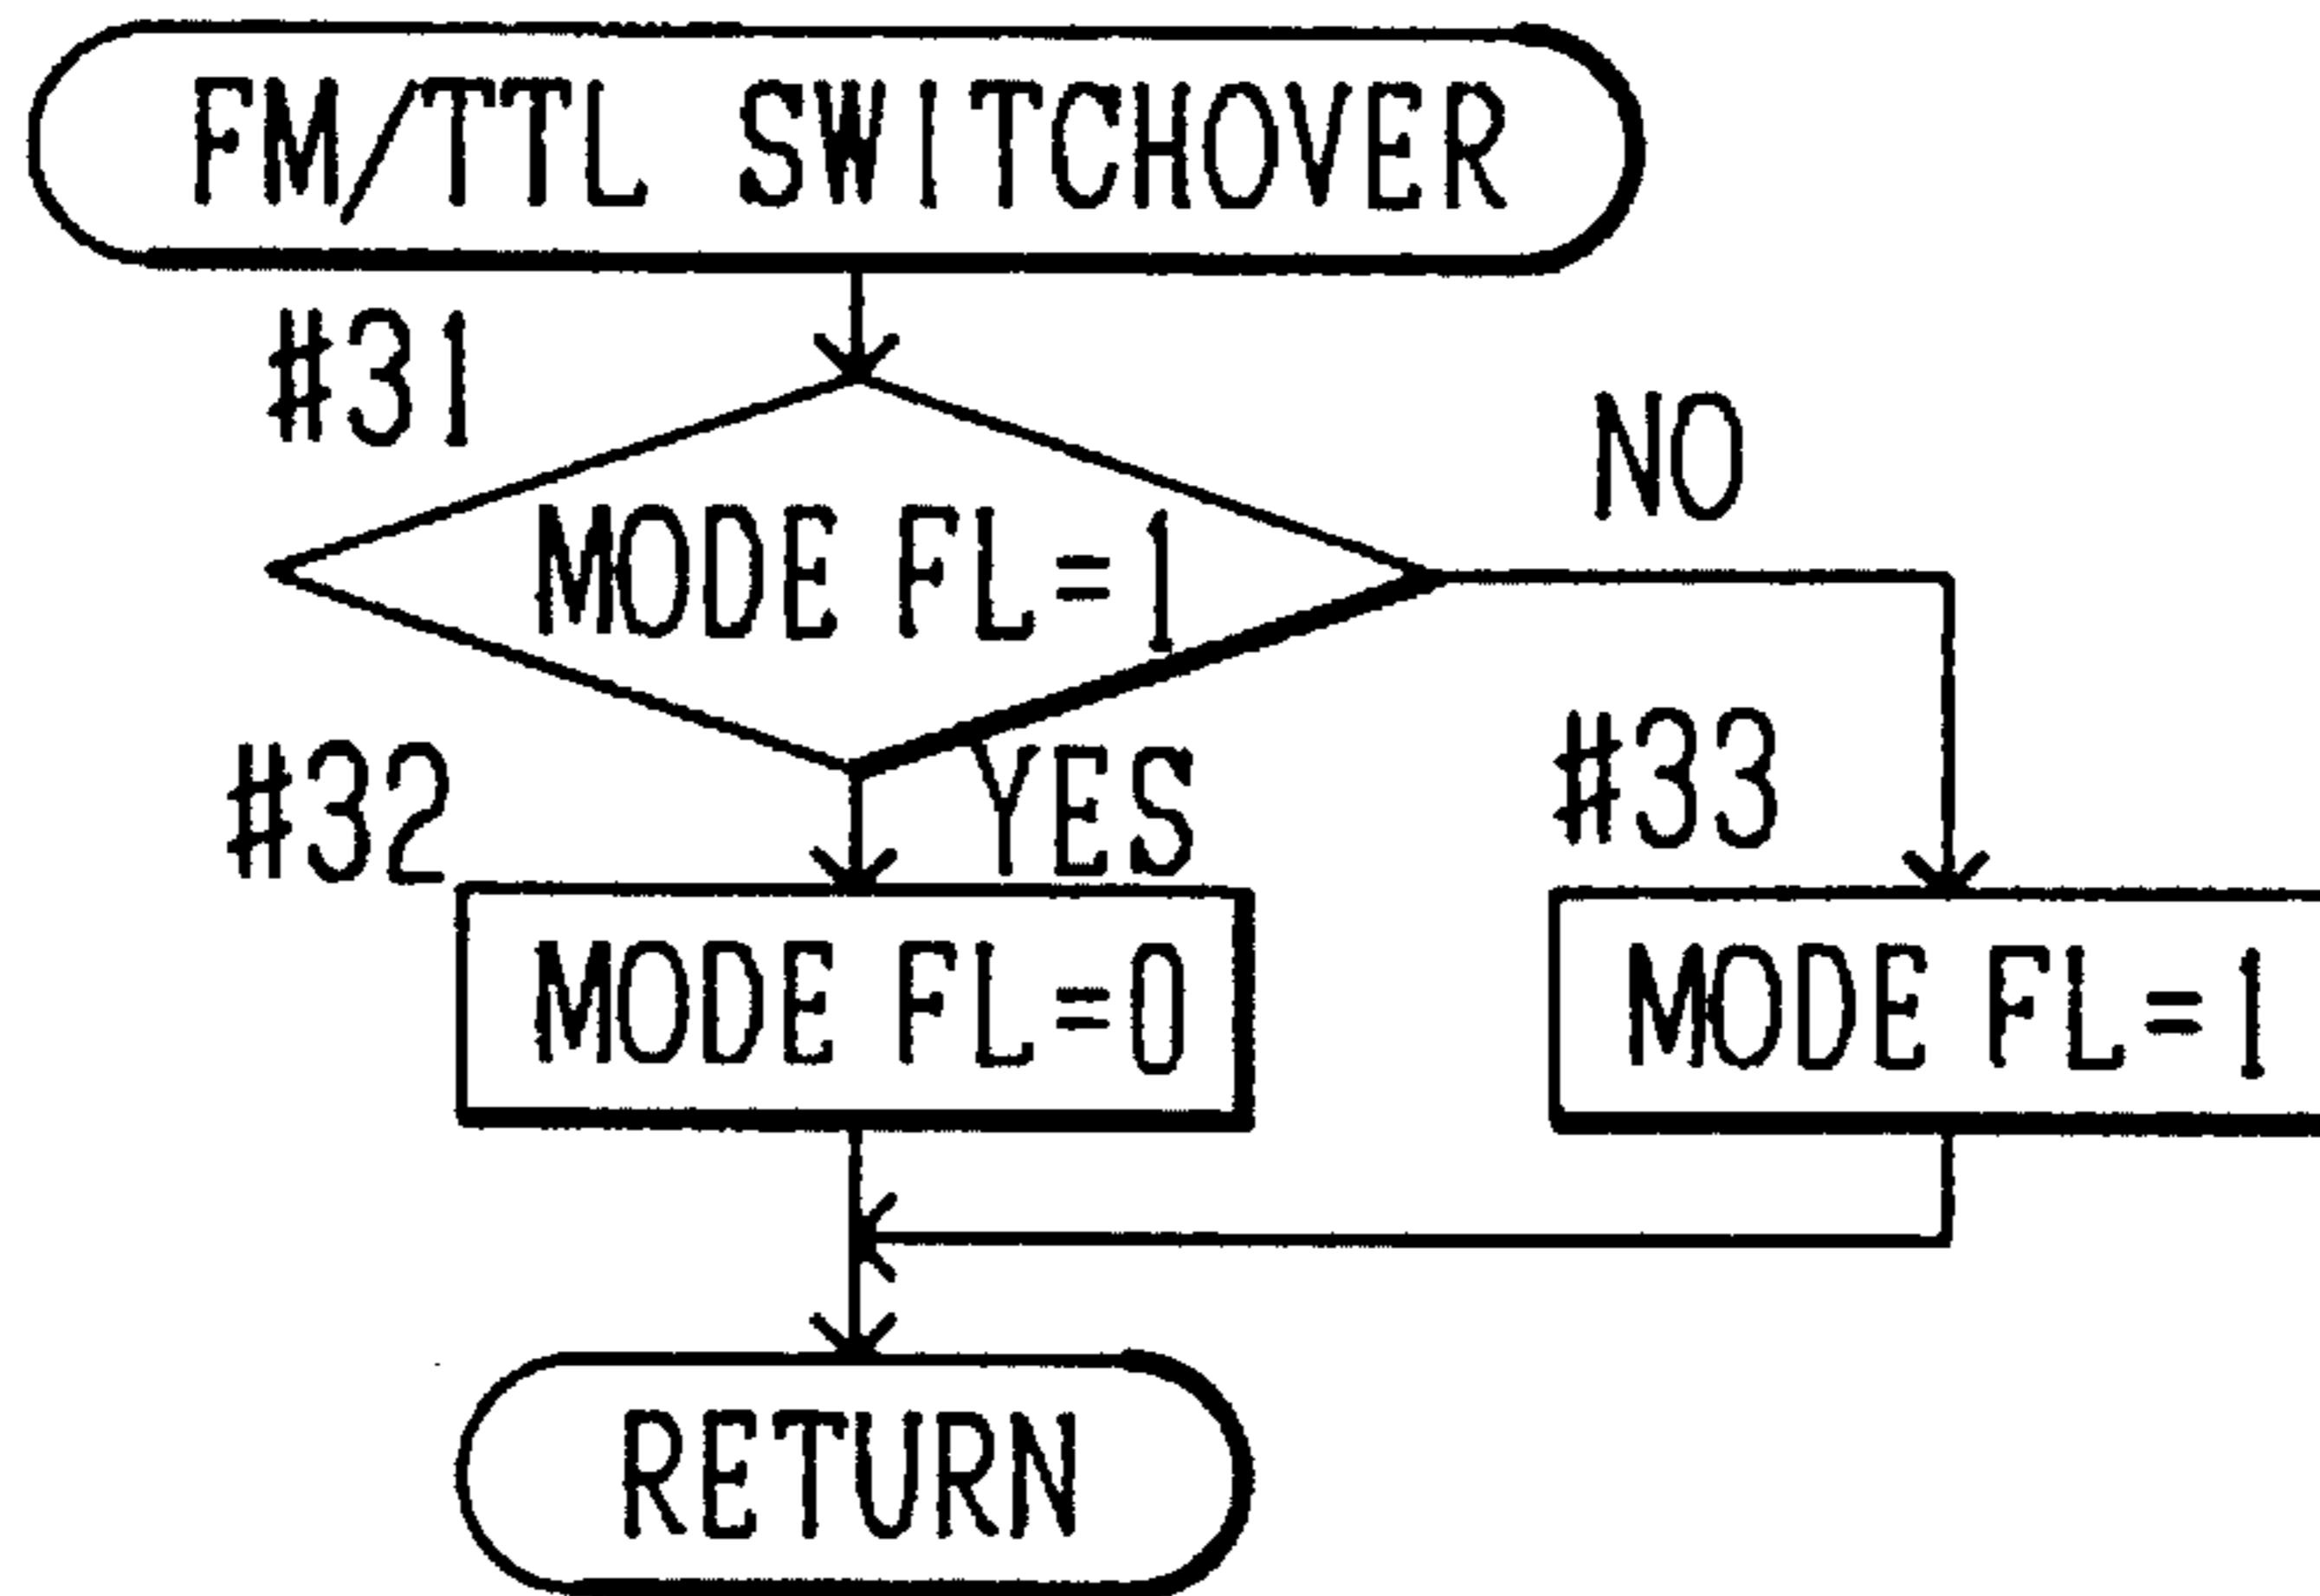 FM/TTL SWITCHOVER
#31
NO
MODE FL=1
#32
YES
#33
MODE FL=0
MODE FL=1
RETURN